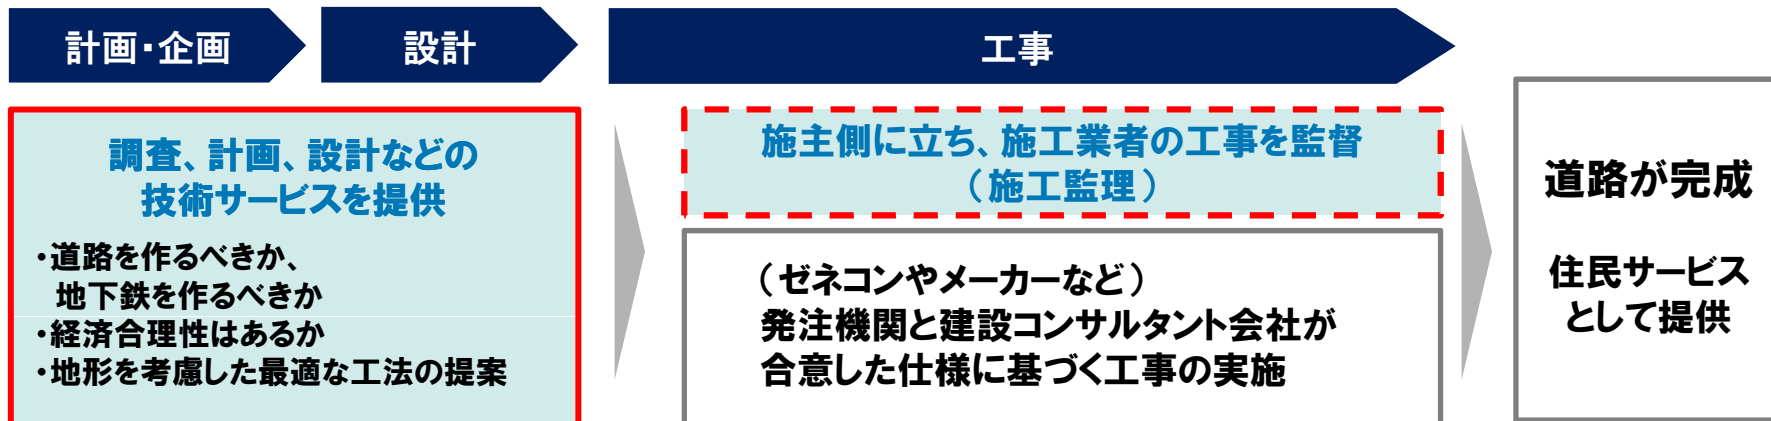 計画・企画
設計
工事
調査、計画、設計などの
技術サービスを提供
・道路を作るべきか、
地下鉄を作るべきか
・経済合理性はあるか
・地形を考慮した最適な工法の提案
施主側に立ち、施工業者の工事を監督
（施工監理）
（ゼネコンやメーカーなど）
発注機関と建設コンサルタント会社が
合意した仕様に基づく工事の実施
道路が完成
住民サービス
として提供